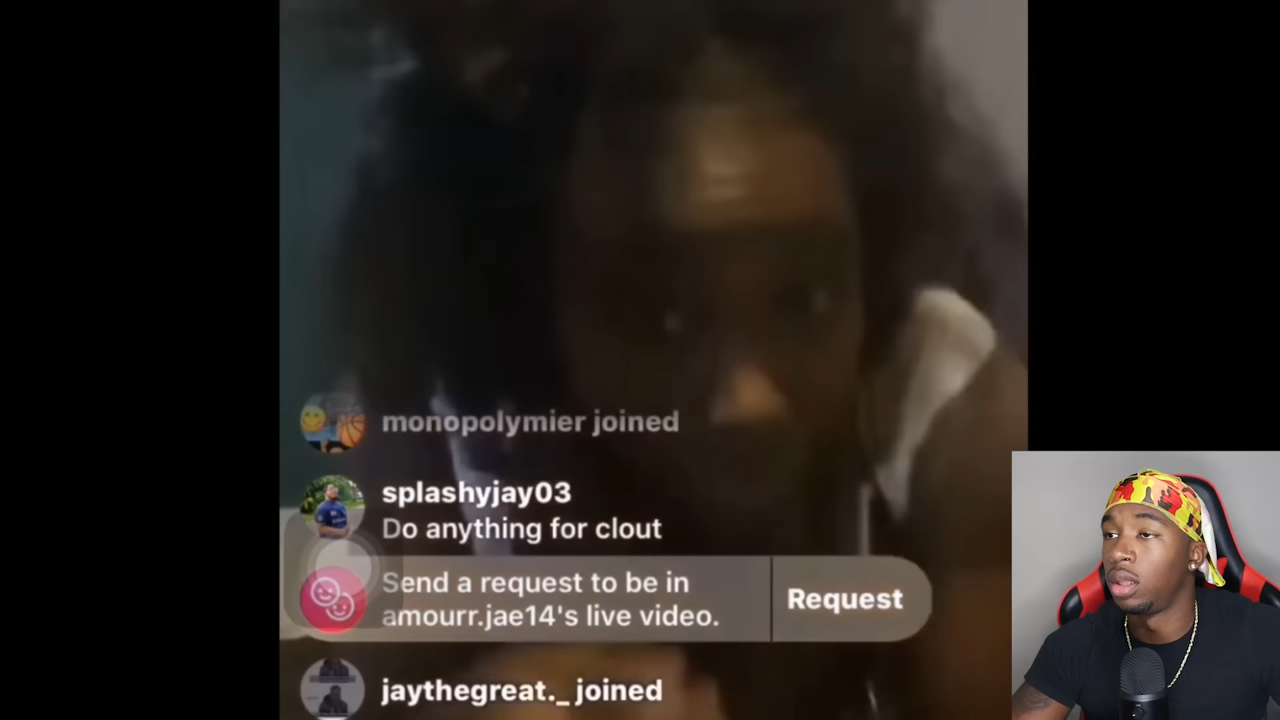 monopolymier joined
splashyjay03
Do anything for clout
Send a request to be in
amourr.jae14's live video.
Request
jaythegreat._ joined